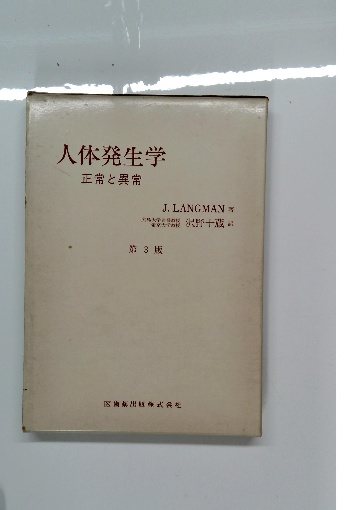 人体発生学
正常と異常
J. LANGMAN 著
沢野十蔵 訳
第 3 版
医歯薬出版株式会社